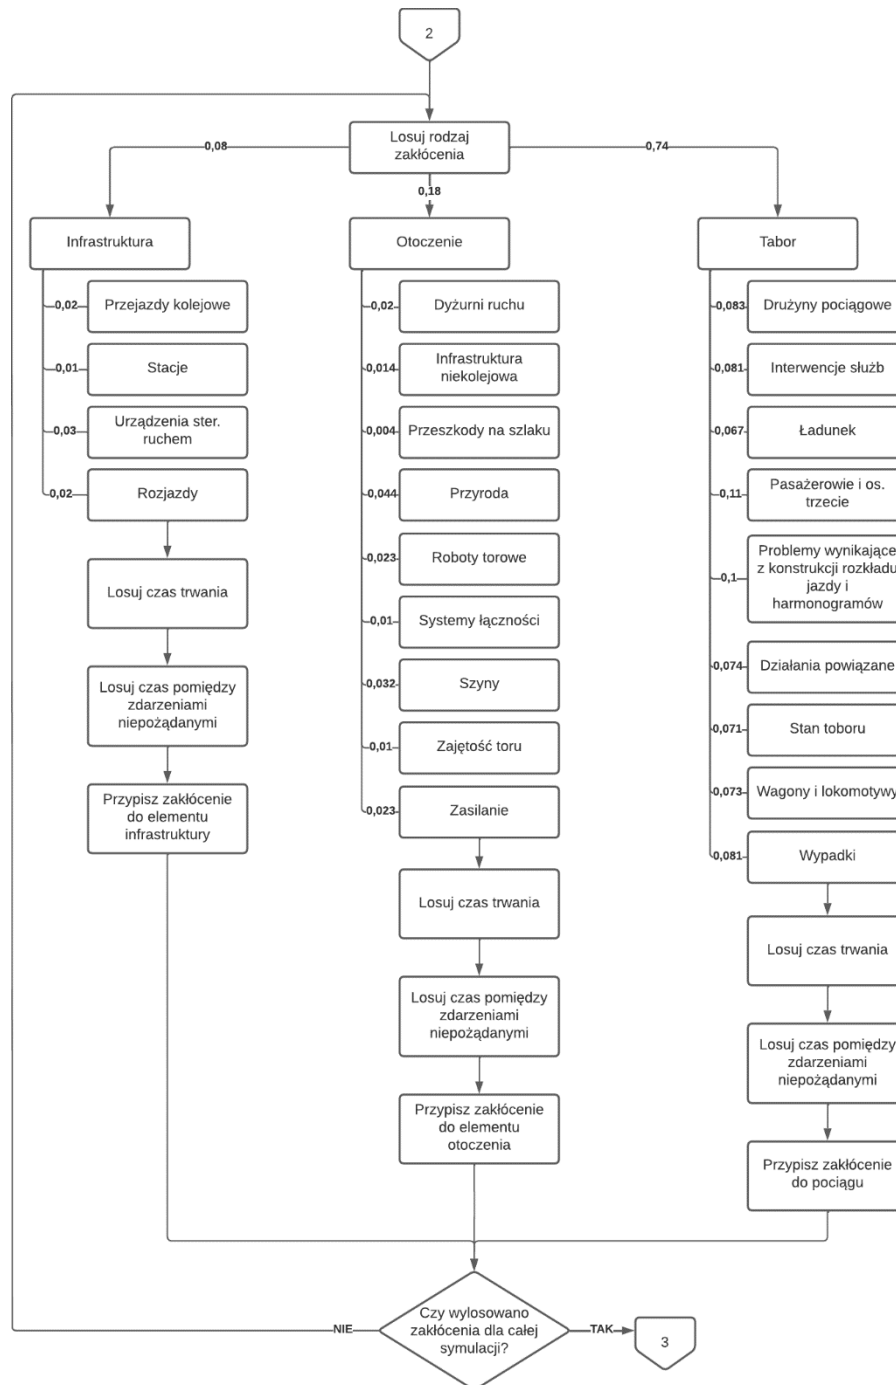 2
Losuj rodzaj
zakłócenia
0,08
0,18
0,74
Infrastruktura
0,02
Przejazdy kolejowe
0,01
Stacje
0,03
Urządzenia ster.
ruchem
0,02
Rozjazdy
Losuj czas trwania
Losuj czas pomiędzy
zdarzeniami
niepożądanymi
Przypisz zakłócenie
do elementu
infrastruktury
Otoczenie
0,02
Dyżurni ruchu
0,014
Infrastruktura
niekolejowa
0,004
Przeszkody na szlaku
0,044
Przyroda
0,023
Roboty torowe
0,01
Systemy łączności
0,032
Szyny
0,01
Zajętość toru
0,023
Zasilanie
Losuj czas trwania
Losuj czas pomiędzy
zdarzeniami
niepożądanymi
Przypisz zakłócenie
do elementu
otoczenia
Tabor
0,083
Drużyny pociągowe
0,081
Interwencje służb
0,067
Ładunek
0,11
Pasażerowie i os.
trzecie
0,1
Problemy wynikające
z konstrukcji rozkładu
jazdy i
harmonogramów
0,074
Działania powiązane
0,071
Stan toboru
0,073
Wagony i lokomotywy
0,081
Wypadki
Losuj czas trwania
Losuj czas pomiędzy
zdarzeniami
niepożądanymi
Przypisz zakłócenie
do pociągu
Czy wylosowano
zakłócenia dla całej
symulacji?
NIE
TAK
3